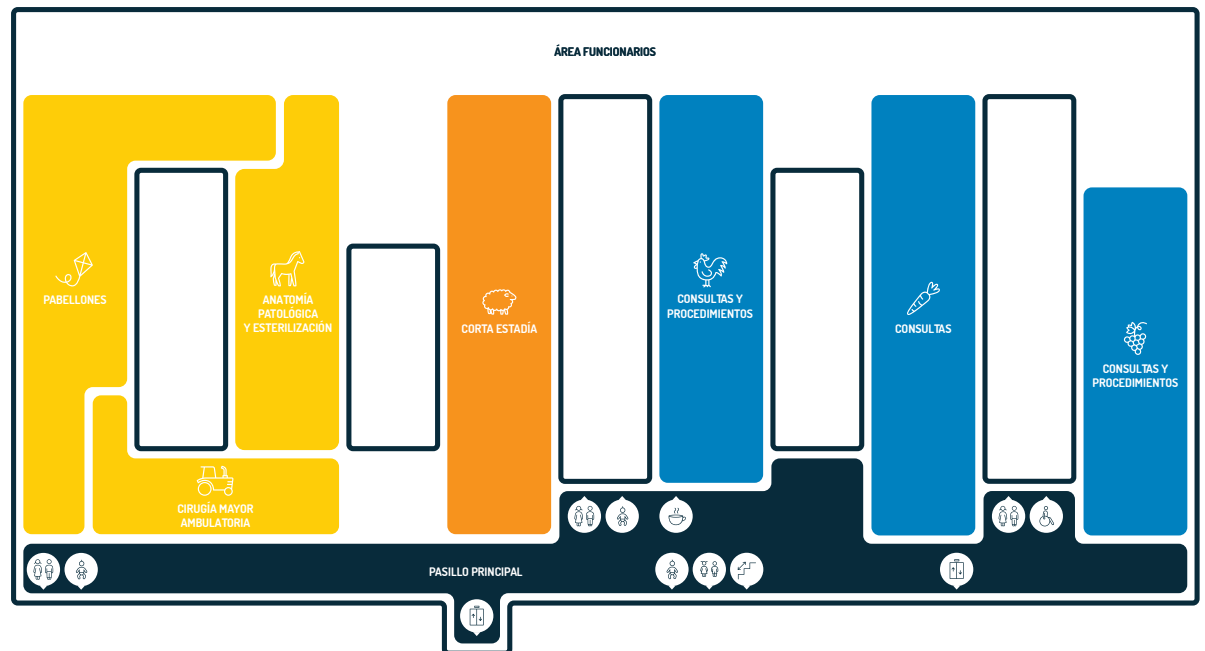 ÁREA FUNCIONARIOS
PABELLONES
ANATOMÍA
PATOLÓGICA
Y ESTERILIZACIÓN
CORTA ESTADÍA
CONSULTAS Y
PROCEDIMIENTOS
CONSULTAS
CONSULTAS Y
PROCEDIMIENTOS
CIRUGÍA MAYOR
AMBULATORIA
PASILLO PRINCIPAL